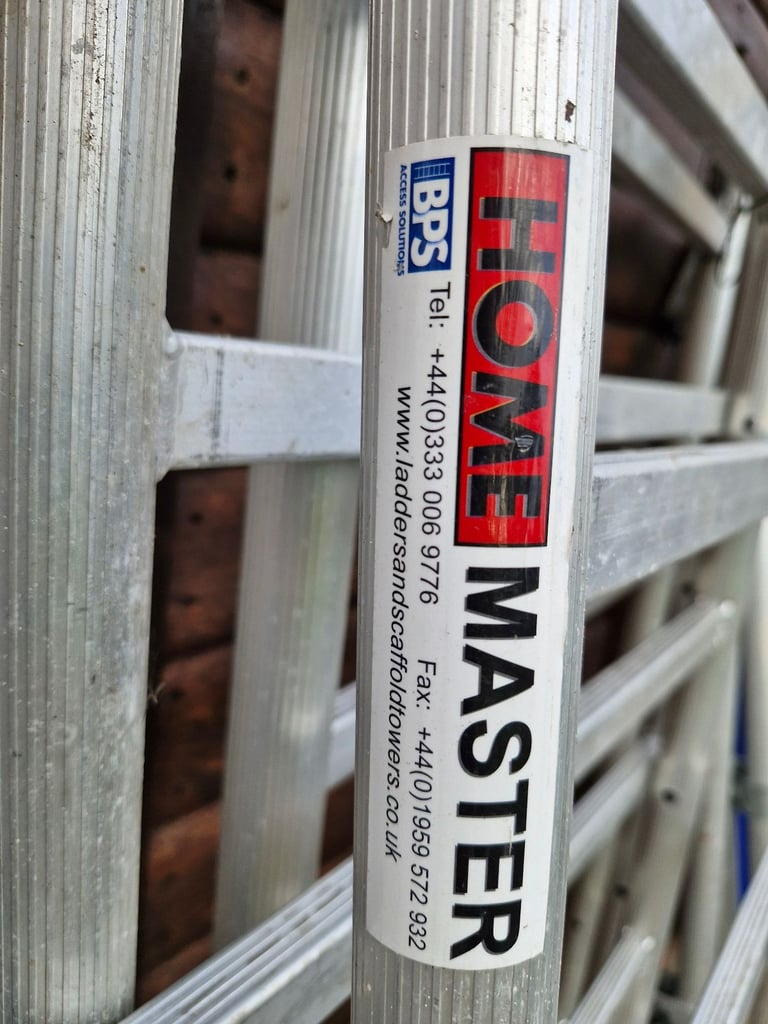 HOME MASTER
BPS
ACCESS SOLUTIONS
Tel: +44(0)333 006 9776 Fax: +44(0)1959 572 932
www.laddersandscaffoldtowers.co.uk